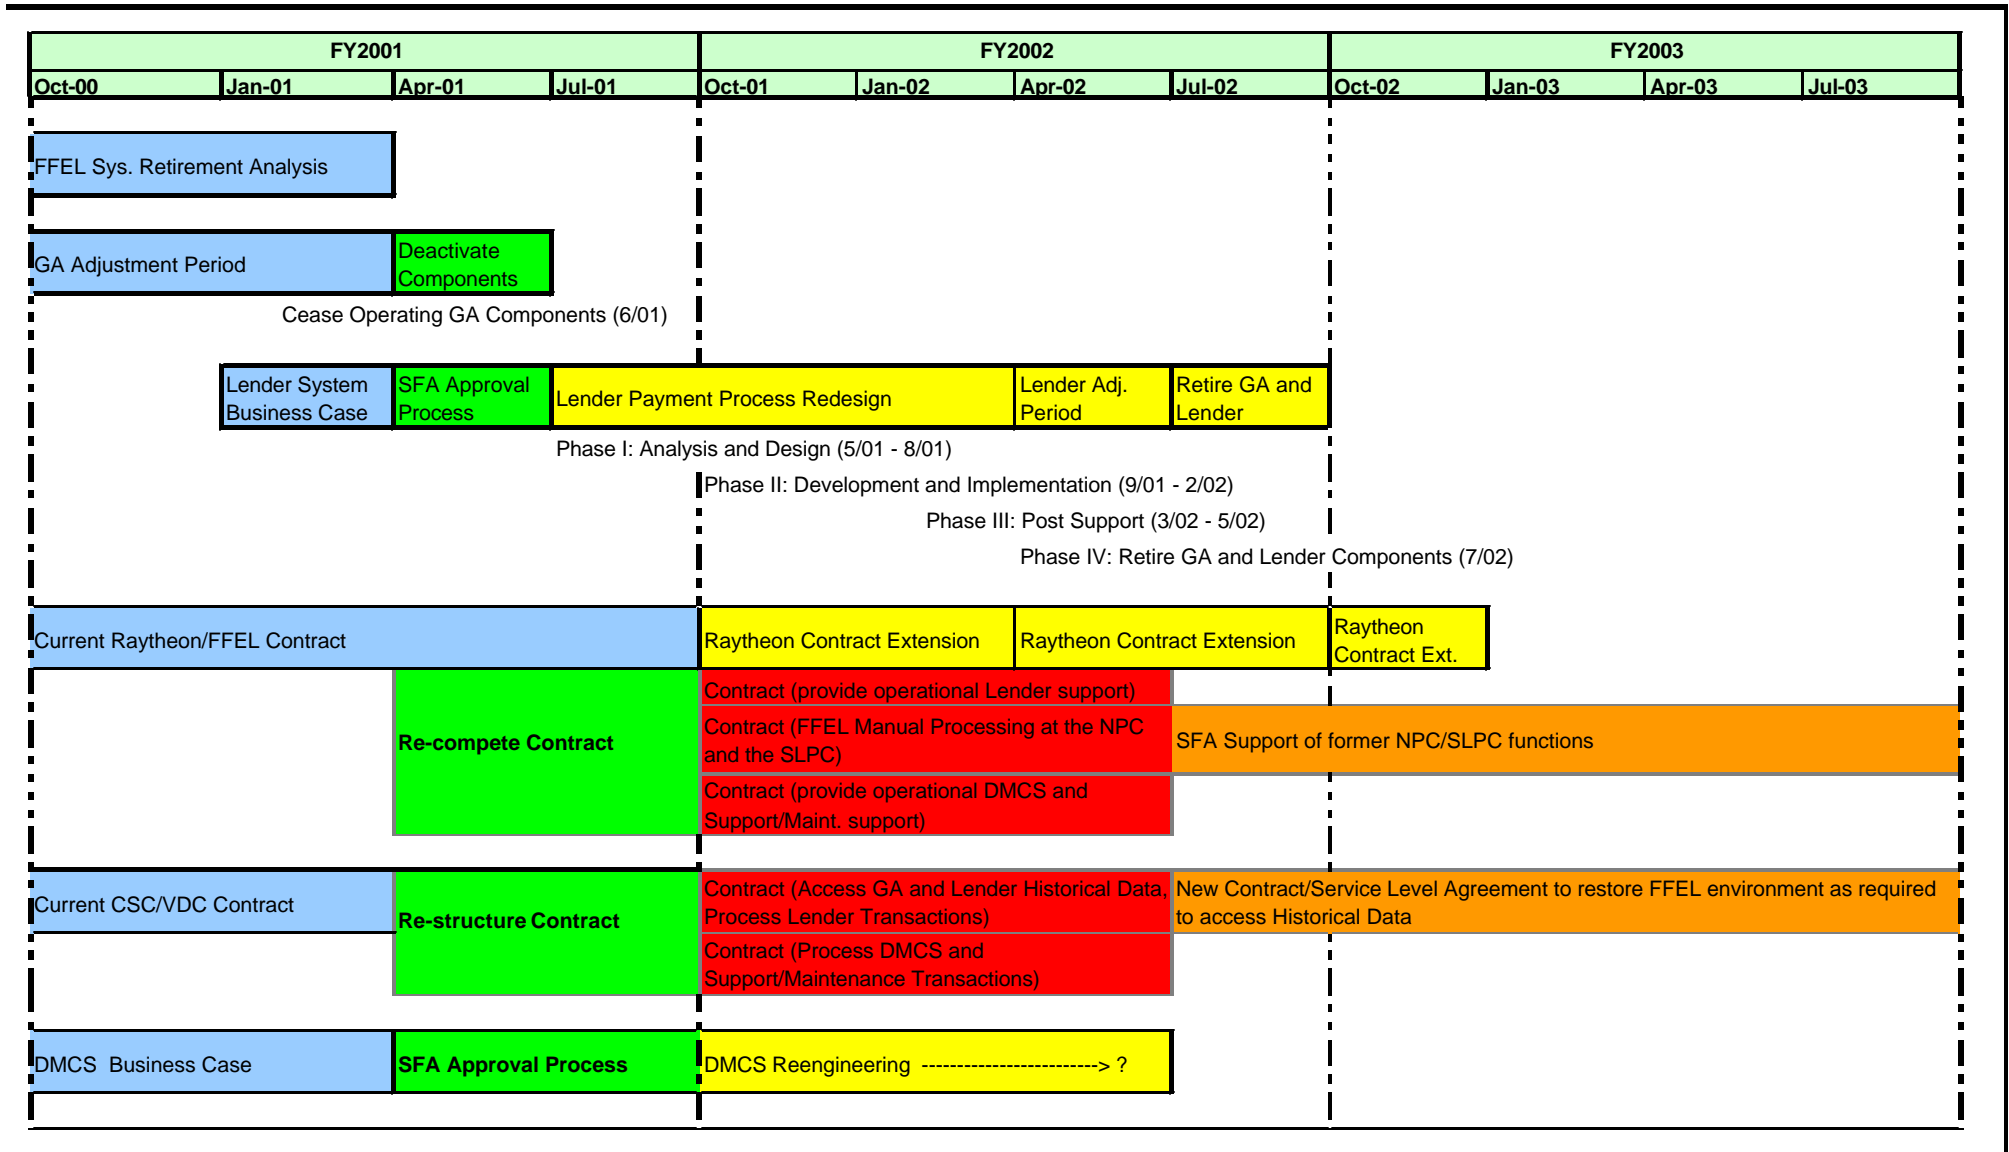 FY2001 FY2002 FY2003
Oct-00 Jan-01 Apr-01 Jul-01 Oct-01 Jan-02 Apr-02 Jul-02 Oct-02 Jan-03 Apr-03 Jul-03
FFEL Sys. Retirement Analysis
GA Adjustment Period
Deactivate
Components
Cease Operating GA Components (6/01)
Lender System
Business Case
SFA Approval
Process
Lender Payment Process Redesign
Lender Adj.
Period
Retire GA and
Lender
Phase I: Analysis and Design (5/01 - 8/01)
Phase II: Development and Implementation (9/01 - 2/02)
Phase III: Post Support (3/02 - 5/02)
Phase IV: Retire GA and Lender Components (7/02)
Current Raytheon/FFEL Contract
Raytheon Contract Extension
Raytheon Contract Extension
Raytheon
Contract Ext.
Re-compete Contract
Contract (provide operational Lender support)
Contract (FFEL Manual Processing at the NPC
and the SLPC)
SFA Support of former NPC/SLPC functions
Contract (provide operational DMCS and
Support/Maint. support)
Current CSC/VDC Contract
Re-structure Contract
Contract (Access GA and Lender Historical Data,
Process Lender Transactions)
New Contract/Service Level Agreement to restore FFEL environment as required
to access Historical Data
Contract (Process DMCS and
Support/Maintenance Transactions)
DMCS  Business Case
SFA Approval Process
DMCS Reengineering  -------------------------> ?